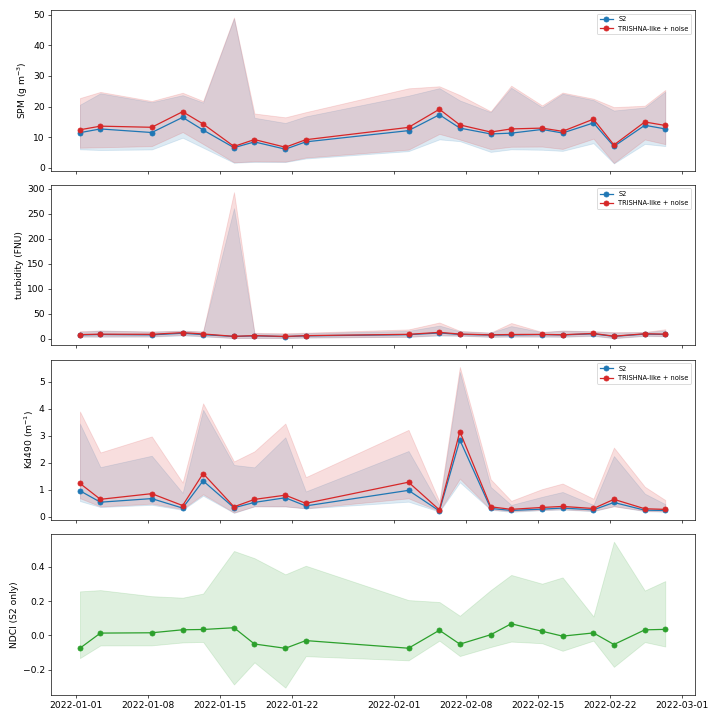 SPM (g m⁻³)
50
40
30
20
10
0
S2
TRISHNA-like + noise
turbidity (FNU)
300
250
200
150
100
50
0
S2
TRISHNA-like + noise
Kd490 (m⁻¹)
5
4
3
2
1
0
S2
TRISHNA-like + noise
NDCI (S2 only)
0.4
0.2
0.0
−0.2
2022-01-01 2022-01-08 2022-01-15 2022-01-22 2022-02-01 2022-02-08 2022-02-15 2022-02-22 2022-03-01